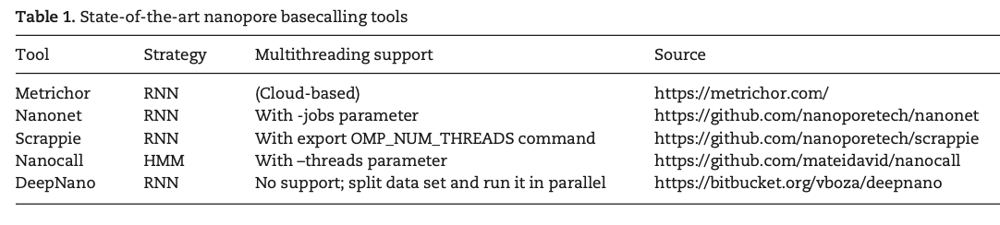 Table 1. State-of-the-art nanopore basecalling tools
Tool Strategy Multithreading support Source
Metrichor RNN (Cloud-based) https://metrichor.com/
Nanonet RNN With -jobs parameter https://github.com/nanoporetech/nanonet
Scrappie RNN With export OMP_NUM_THREADS command https://github.com/nanoporetech/scrappie
Nanocall HMM With –threads parameter https://github.com/mateidavid/nanocall
DeepNano RNN No support; split data set and run it in parallel https://bitbucket.org/vboza/deepnano